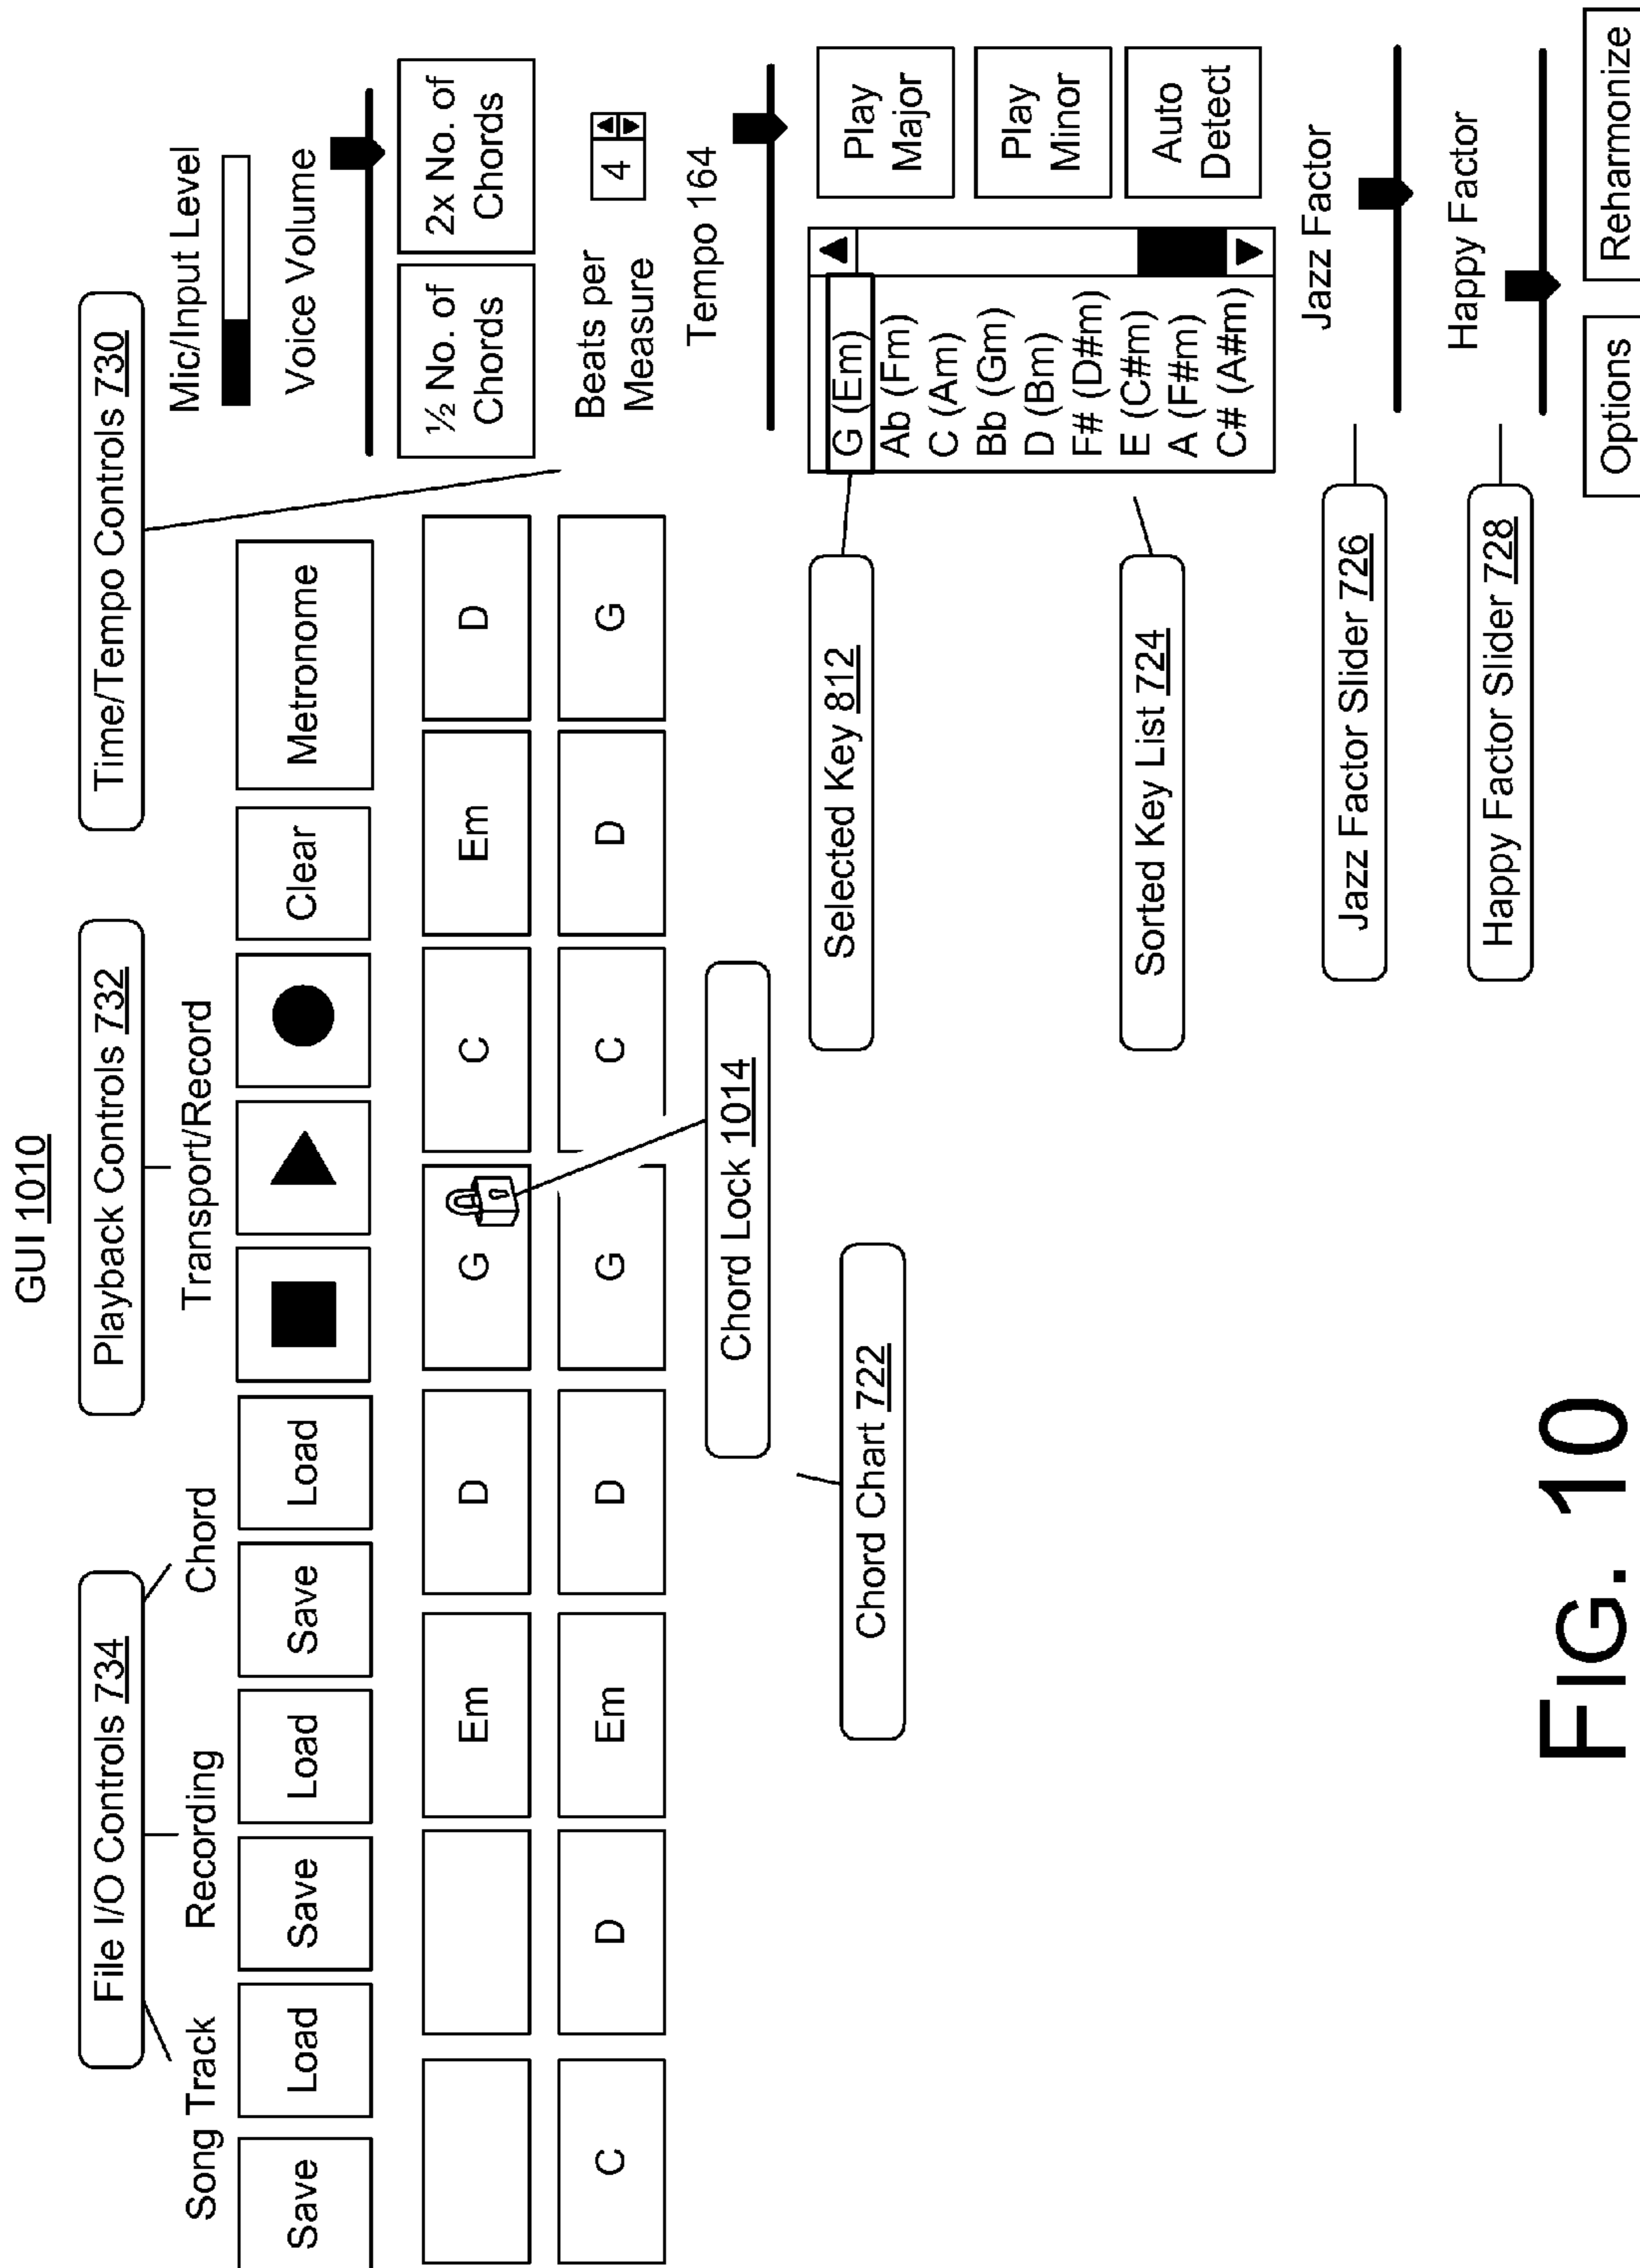 GUI 1010
File I/O Controls 734
Playback Controls 732
Time/Tempo Controls 730
Song Track
Recording
Chord
Transport/Record
Mic/Input Level
Save
Load
Save
Load
Save
Load
Clear
Metronome
Voice Volume
½ No. of
Chords
2x No. of
Chords
Em
D
G
C
Em
D
C
D
Em
D
G
C
D
G
Beats per
Measure
4
Tempo 164
Chord Lock 1014
Chord Chart 722
Selected Key 812
G (Em)
Ab (Fm)
C (Am)
Bb (Gm)
D (Bm)
F# (D#m)
E (C#m)
A (F#m)
C# (A#m)
Play
Major
Play
Minor
Auto
Detect
Sorted Key List 724
Jazz Factor
Jazz Factor Slider 726
Happy Factor
Happy Factor Slider 728
Options
Reharmonize
FIG. 10